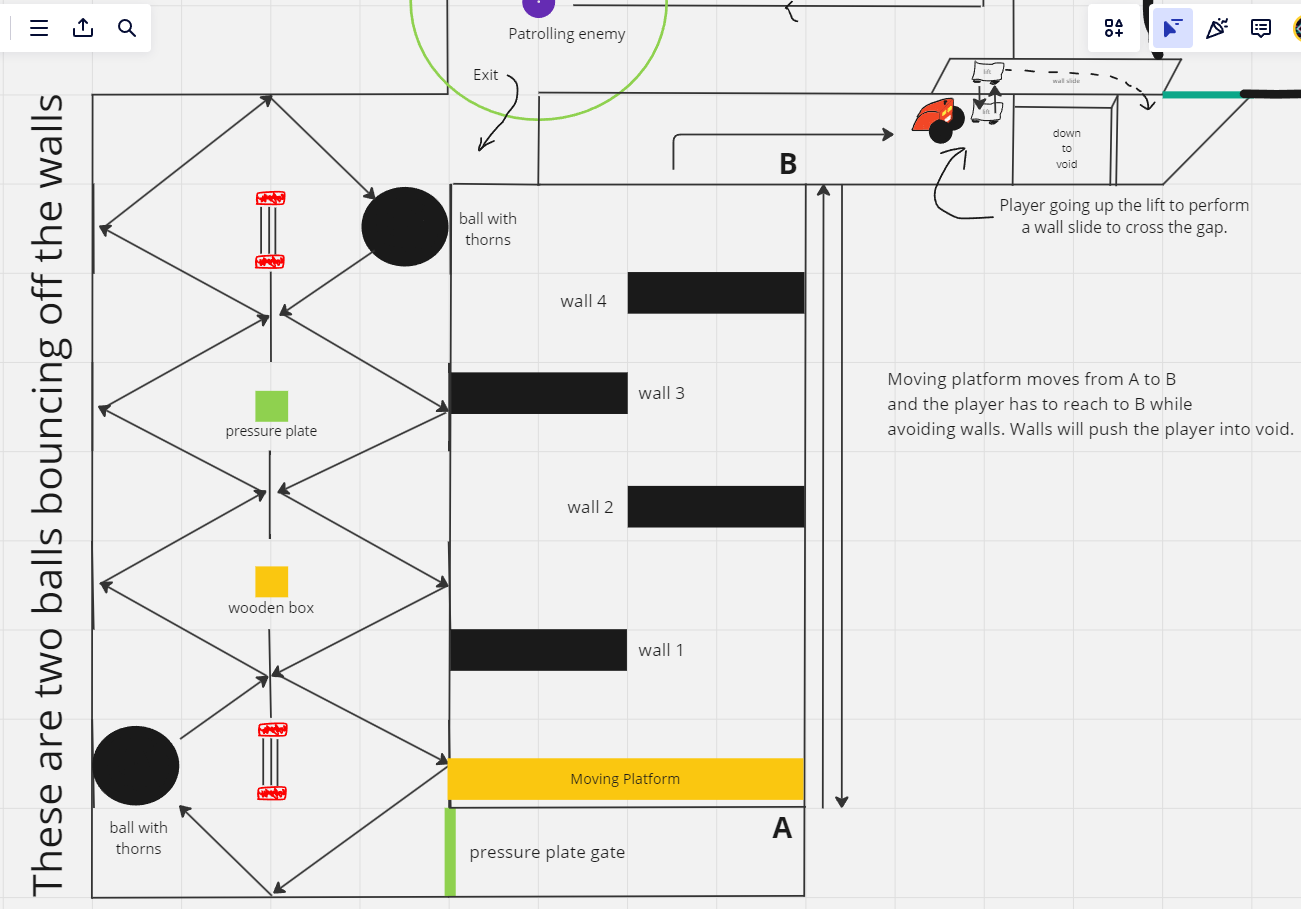 Patrolling enemy
Exit
lift
wall slide
lift
down
to
void
B
Player going up the lift to perform
a wall slide to cross the gap.
These are two balls bouncing off the walls
ball with
thorns
wall 4
wall 3
pressure plate
Moving platform moves from A to B
and the player has to reach to B while
avoiding walls. Walls will push the player into void.
wall 2
wooden box
wall 1
Moving Platform
A
ball with
thorns
pressure plate gate